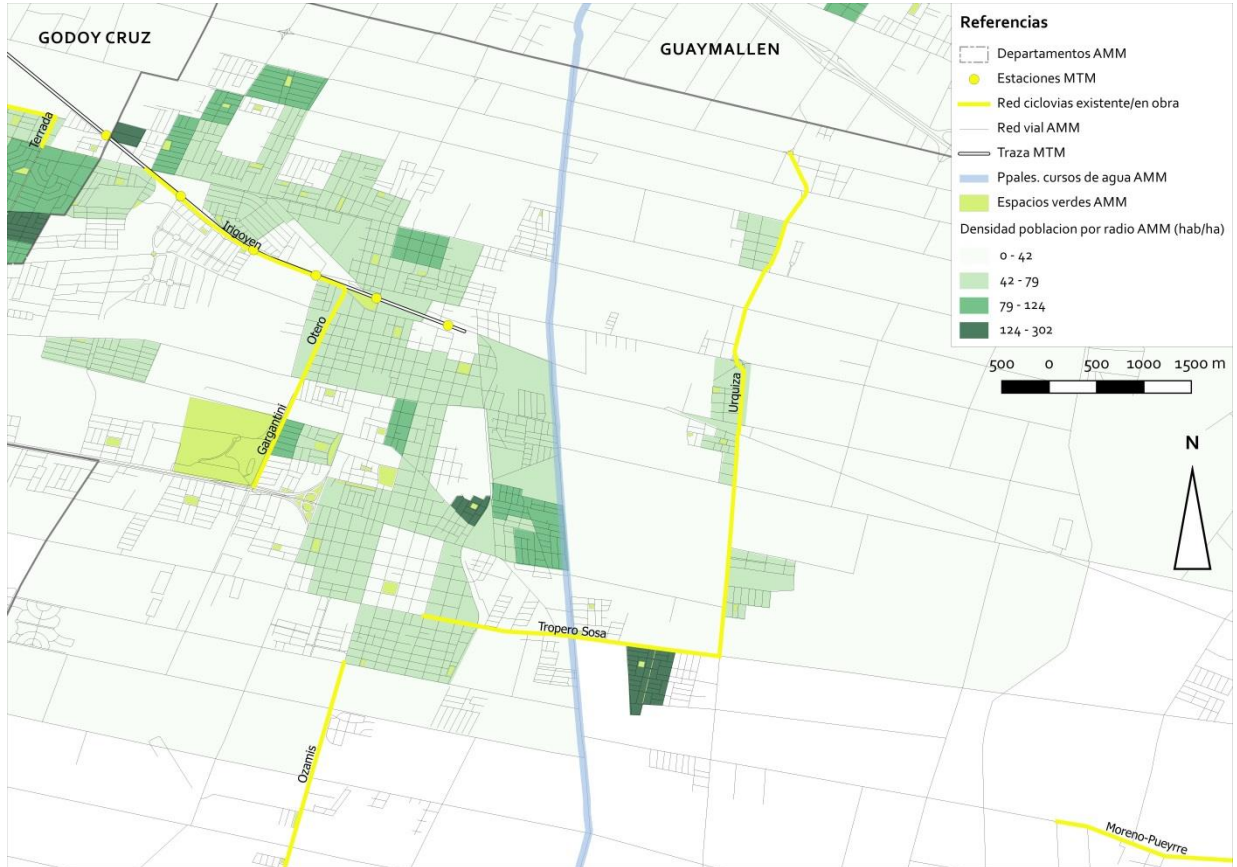 GODOY CRUZ
GUAYMALLEN
Referencias
Departamentos AMM
Estaciones MTM
Red ciclovias existente/en obra
Red vial AMM
Traza MTM
Ppales. cursos de agua AMM
Espacios verdes AMM
Densidad poblacion por radio AMM (hab/ha)
0 - 42
42 - 79
79 - 124
124 - 302
500 0 500 1000 1500 m
N
Terrada
Irigoyen
Otero
Gargantini
Urquiza
Tropero Sosa
Ozamis
Moreno-Pueyrre